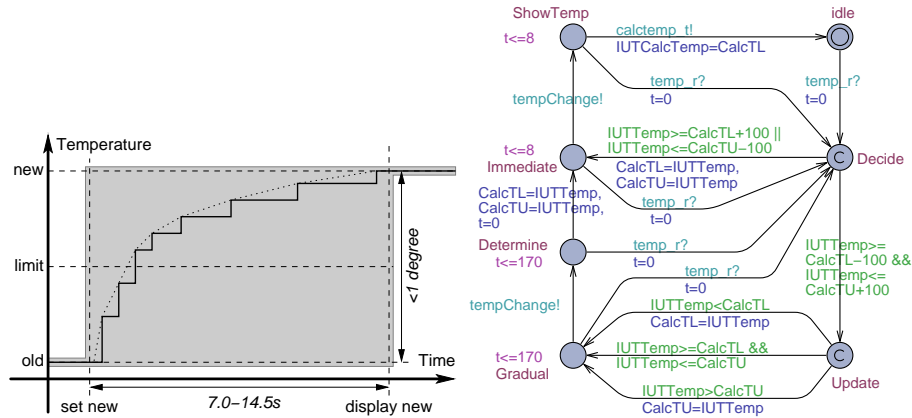 Temperature
new
limit
old
<1 degree
Time
set new
7.0−14.5s
display new
ShowTemp
idle
t<=8
calctemp_t!
IUTCalcTemp=CalcTL
temp_r?
t=0
temp_r?
t=0
tempChange!
IUTTemp>=CalcTL+100 ||
IUTTemp<=CalcTU−100
t<=8
Immediate
Decide
CalcTL=IUTTemp,
CalcTU=IUTTemp
CalcTL=IUTTemp,
CalcTU=IUTTemp,
t=0
temp_r?
t=0
Determine
t<=170
temp_r?
t=0
IUTTemp>=
CalcTL−100 &&
IUTTemp<=
CalcTU+100
temp_r?
t=0
tempChange!
IUTTemp<CalcTL
CalcTL=IUTTemp
t<=170
Gradual
IUTTemp>=CalcTL &&
IUTTemp<=CalcTU
Update
IUTTemp>CalcTU
CalcTU=IUTTemp
C
C